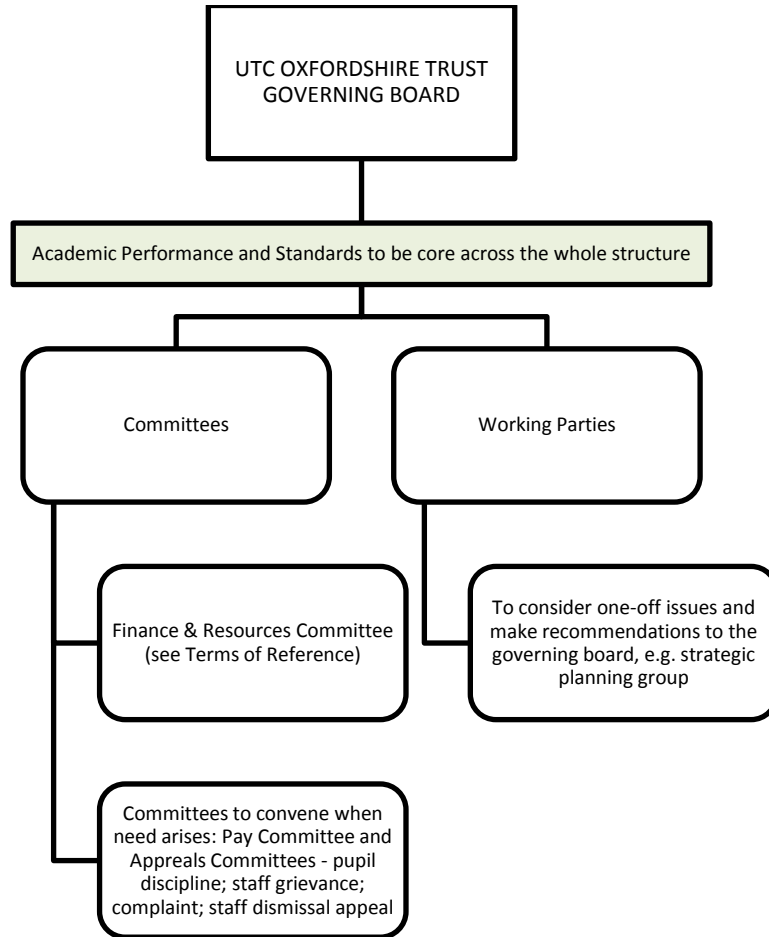 UTC OXFORDSHIRE TRUST
GOVERNING BOARD
Academic Performance and Standards to be core across the whole structure
Committees
Working Parties
Finance & Resources Committee
(see Terms of Reference)
To consider one-off issues and
make recommendations to the
governing board, e.g. strategic
planning group
Committees to convene when
need arises: Pay Committee and
Appreals Committees - pupil
discipline; staff grievance;
complaint; staff dismissal appeal